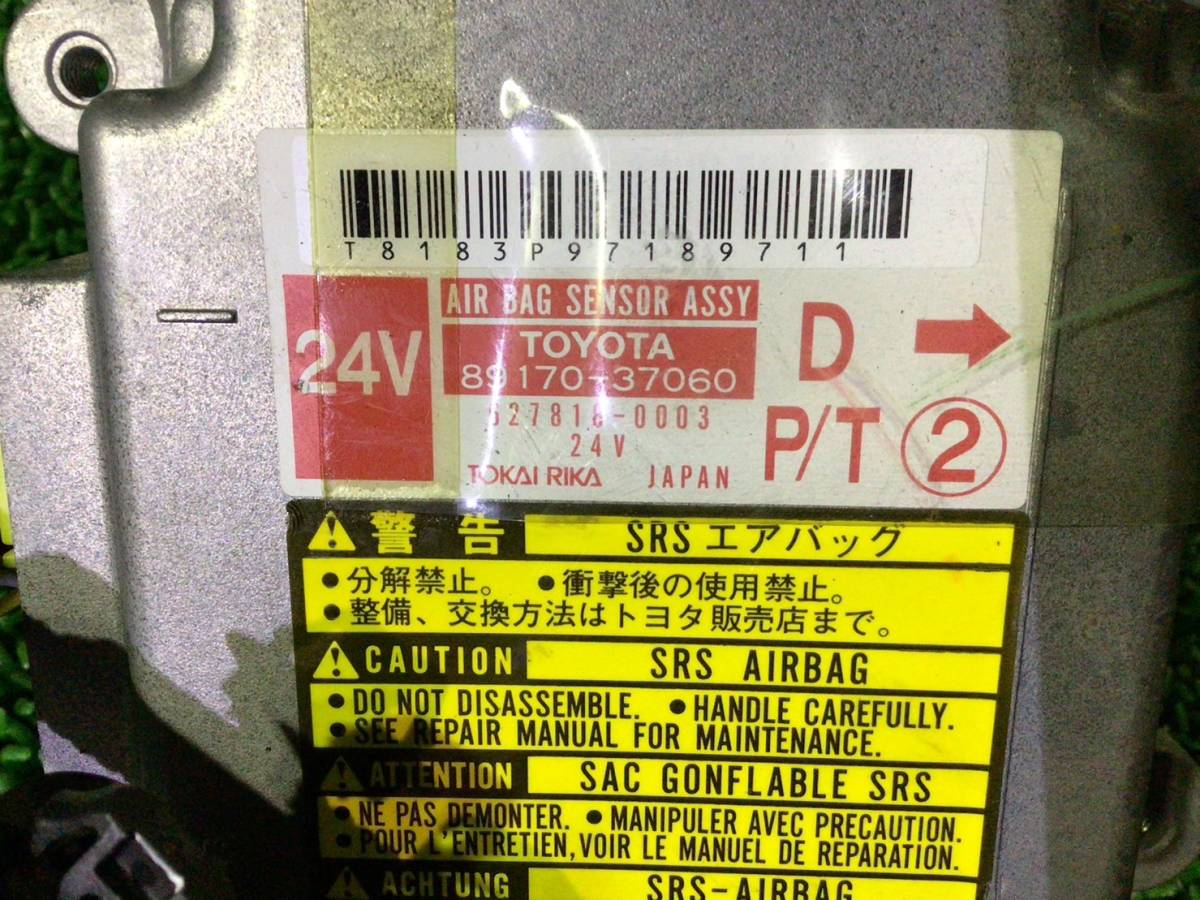 T8183P97189711
24V
AIR BAG SENSOR ASSY
TOYOTA
89170-37060
24V
TOKAI RIKA JAPAN
D
P/T ②
警告 SRSエアバッグ
•分解禁止。 •衝撃後の使用禁止。
•整備、交換方法はトヨタ販売店まで。
CAUTION SRS AIRBAG
•DO NOT DISASSEMBLE. •HANDLE CAREFULLY.
•SEE REPAIR MANUAL FOR MAINTENANCE.
ATTENTION SAC GONFLABLE SRS
•NE PAS DEMONTER. •MANIPULER AVEC PRECAUTION.
•POUR L'ENTRETIEN, VOIR LE MANUEL DE REPARATION.
ACHTUNG SRS-AIRBAG